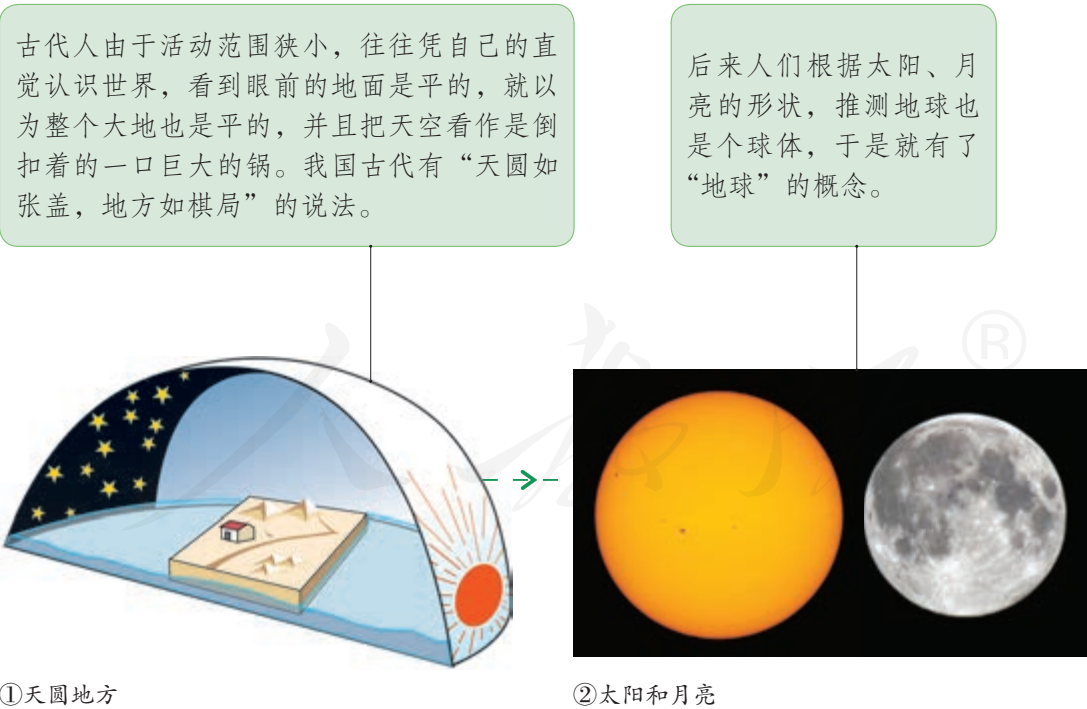 古代人由于活动范围狭小，往往凭自己的直
觉认识世界，看到眼前的地面是平的，就以
为整个大地也是平的，并且把天空看作是倒
扣着的一口巨大的锅。我国古代有“天圆如
张盖，地方如棋局”的说法。
后来人们根据太阳、月
亮的形状，推测地球也
是个球体，于是就有了
“地球”的概念。
®
①天圆地方
②太阳和月亮